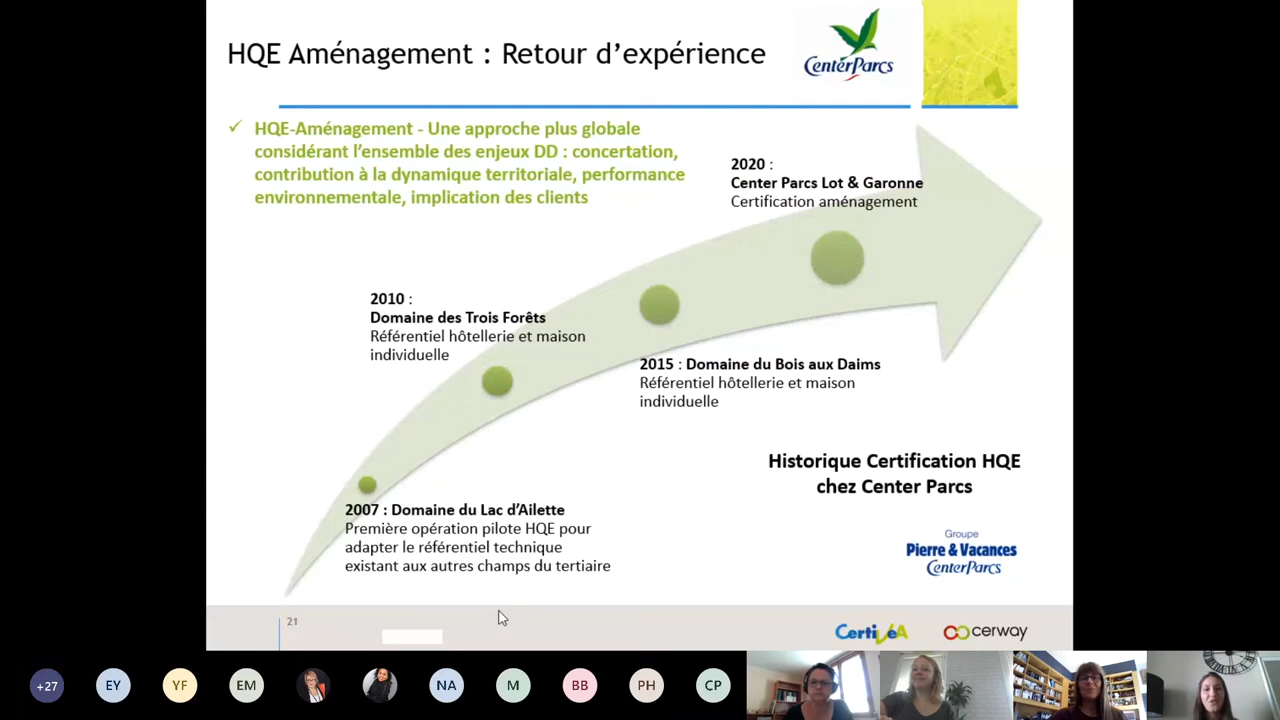 HQE Aménagement : Retour d’expérience
CenterParcs
✓ HQE-Aménagement - Une approche plus globale
considérant l’ensemble des enjeux DD : concertation,
contribution à la dynamique territoriale, performance
environnementale, implication des clients
2020 :
Center Parcs Lot & Garonne
Certification aménagement
2010 :
Domaine des Trois Forêts
Référentiel hôtellerie et maison
individuelle
2015 : Domaine du Bois aux Daims
Référentiel hôtellerie et maison
individuelle
Historique Certification HQE
chez Center Parcs
2007 : Domaine du Lac d’Ailette
Première opération pilote HQE pour
adapter le référentiel technique
existant aux autres champs du tertiaire
Groupe
Pierre & Vacances
CenterParcs
21
CertivéA
cerway
+27
EY
YF
EM
NA
M
BB
PH
CP